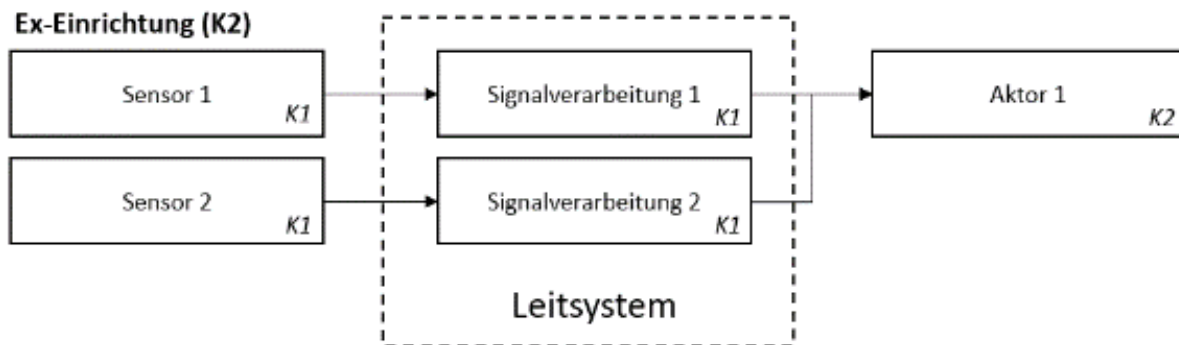 Ex-Einrichtung (K2)
Sensor 1
K1
Signalverarbeitung 1
K1
Aktor 1
K2
Sensor 2
K1
Signalverarbeitung 2
K1
Leitsystem